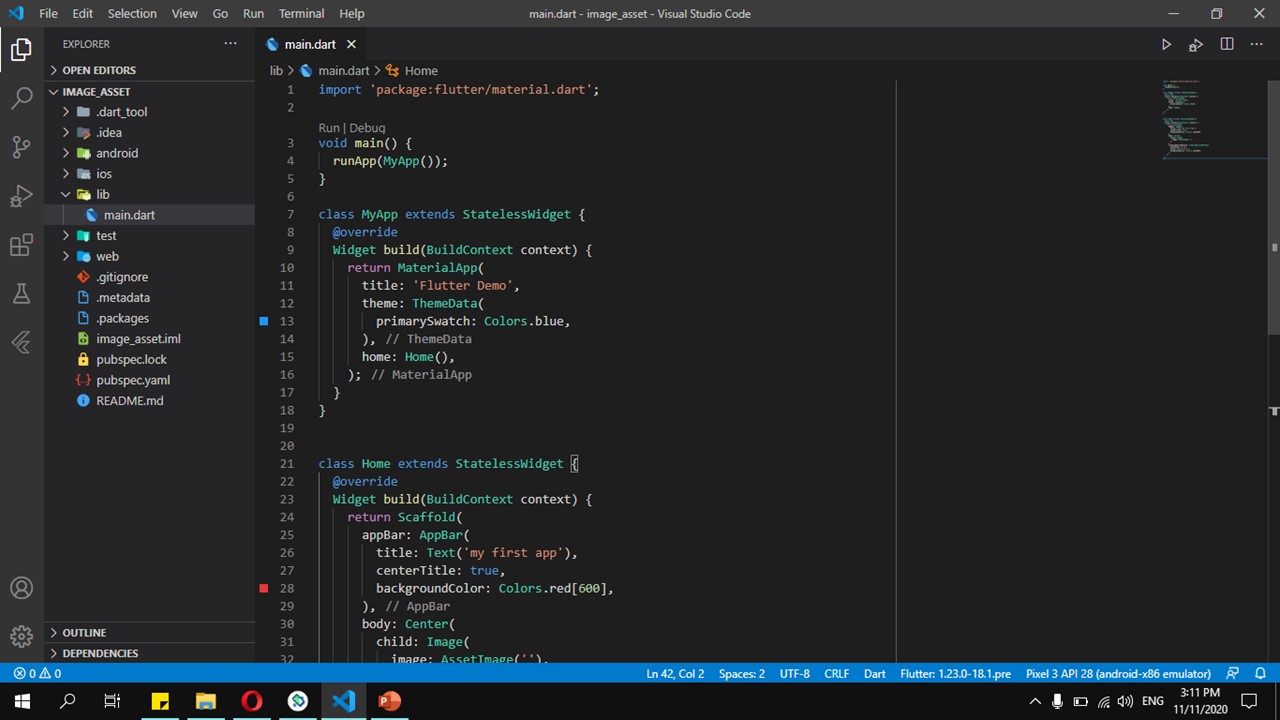 File Edit Selection View Go Run Terminal Help
main.dart - image_asset - Visual Studio Code
EXPLORER
OPEN EDITORS
IMAGE_ASSET
.dart_tool
.idea
android
ios
lib
main.dart
test
web
.gitignore
.metadata
.packages
image_asset.iml
pubspec.lock
pubspec.yaml
README.md
OUTLINE
DEPENDENCIES
main.dart
lib > main.dart > Home
1 import 'package:flutter/material.dart';
2
Run | Debug
3 void main() {
4 runApp(MyApp());
5 }
6
7 class MyApp extends StatelessWidget {
8 @override
9 Widget build(BuildContext context) {
10 return MaterialApp(
11 title: 'Flutter Demo',
12 theme: ThemeData(
13 primarySwatch: Colors.blue,
14 ), // ThemeData
15 home: Home(),
16 ); // MaterialApp
17 }
18 }
19
20
21 class Home extends StatelessWidget {
22 @override
23 Widget build(BuildContext context) {
24 return Scaffold(
25 appBar: AppBar(
26 title: Text('my first app'),
27 centerTitle: true,
28 backgroundColor: Colors.red[600],
29 ), // AppBar
30 body: Center(
31 child: Image(
32 image: AssetImage(''),
0 0
Ln 42, Col 2 Spaces: 2 UTF-8 CRLF Dart Flutter: 1.23.0-18.1.pre Pixel 3 API 28 (android-x86 emulator)
ENG
3:11 PM
11/11/2020